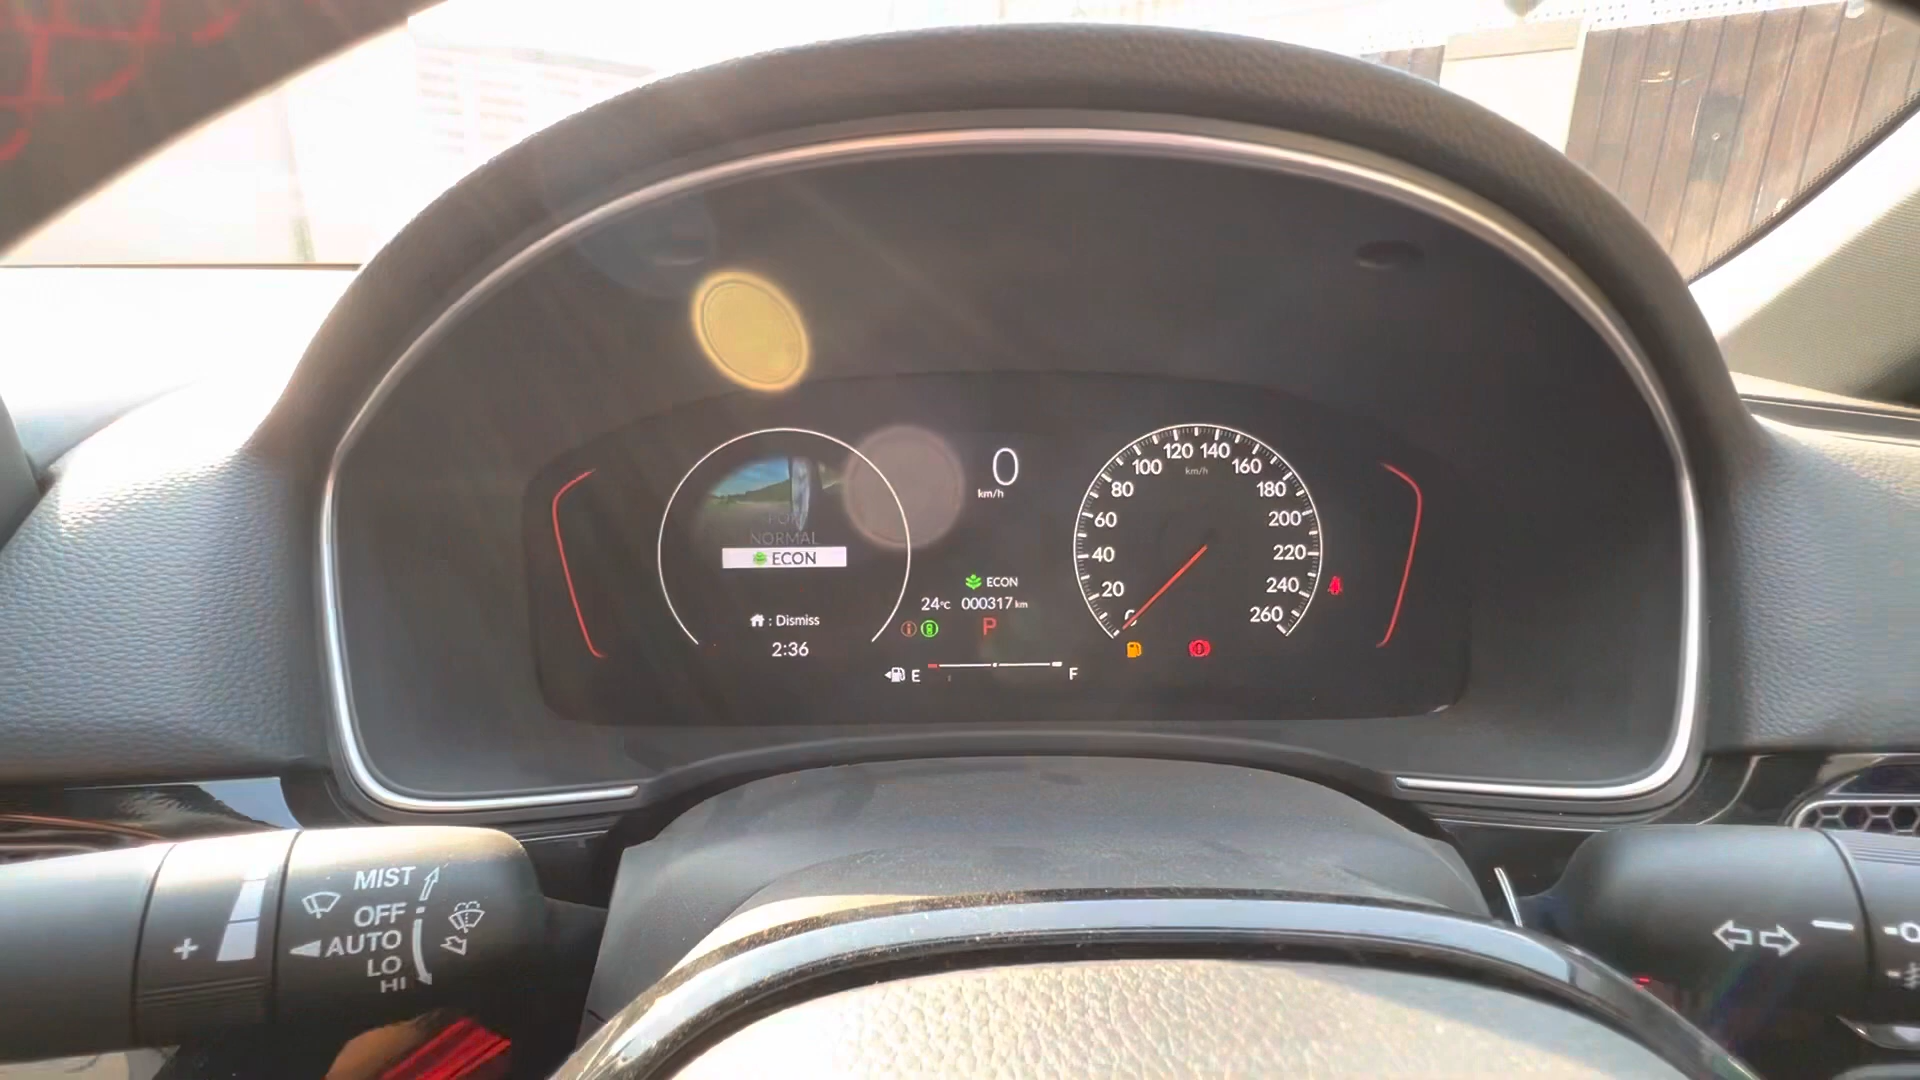 NORMAL
ECON
: Dismiss
2:36
0
km/h
ECON
24°C 000317 km
P
E
F
0
20
40
60
80
100
120
140
160
180
200
220
240
260
km/h
MIST
OFF
AUTO
LO
HI
+